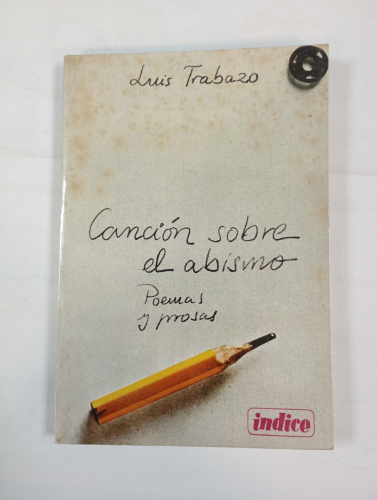 Luis Trabazo
Canción sobre
el abismo
Poemas
y prosas
indice